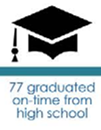 77 graduated
on-time from
high school